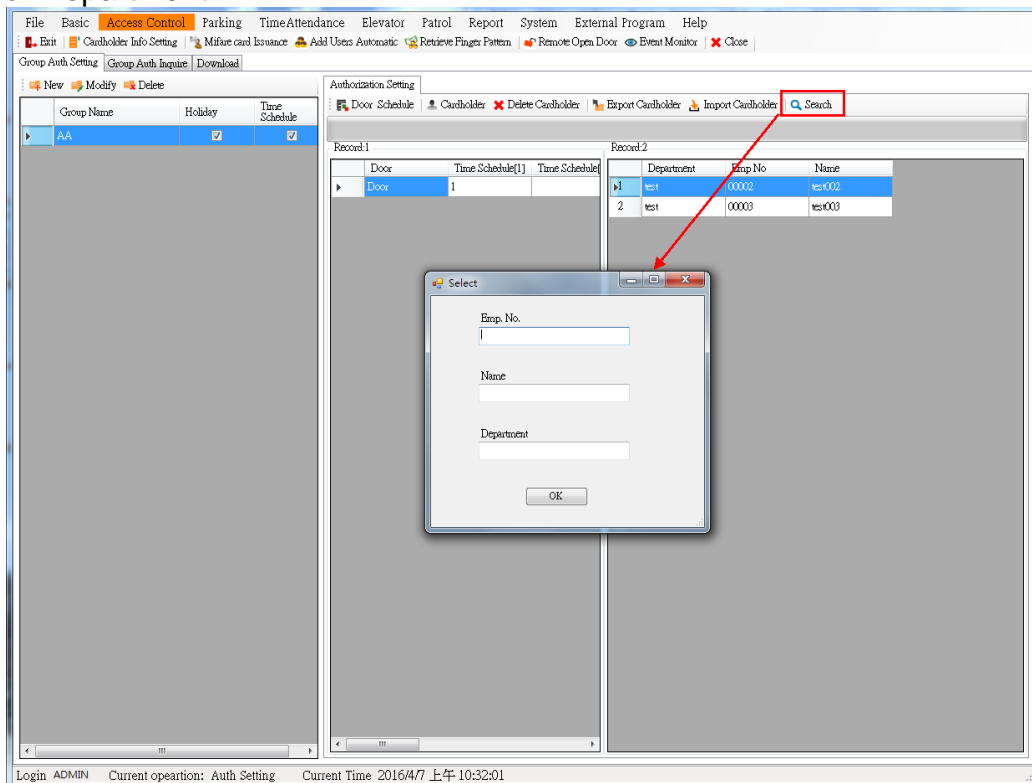 File Basic Access Control Parking TimeAttendance Elevator Patrol Report System External Program Help
Exit Cardholder Info Setting Mifare card Issuance Add Users Automatic Retrieve Finger Pattern Remote Open Door Event Monitor Close
Group Auth Setting Group Auth Inquire Download
New Modify Delete
Group Name Holiday Time Schedule
AA
Authorization Setting
Door Schedule Cardholder Delete Cardholder Export Cardholder Import Cardholder Search
Record:1
Door Time Schedule[1] Time Schedule[
Door 1
Record:2
Department Emp No Name
1 test 00002 test002
2 test 00003 test003
Select
Emp. No.
Name
Department
OK
Login ADMIN Current opeartion: Auth Setting Current Time 2016/4/7 上午 10:32:01